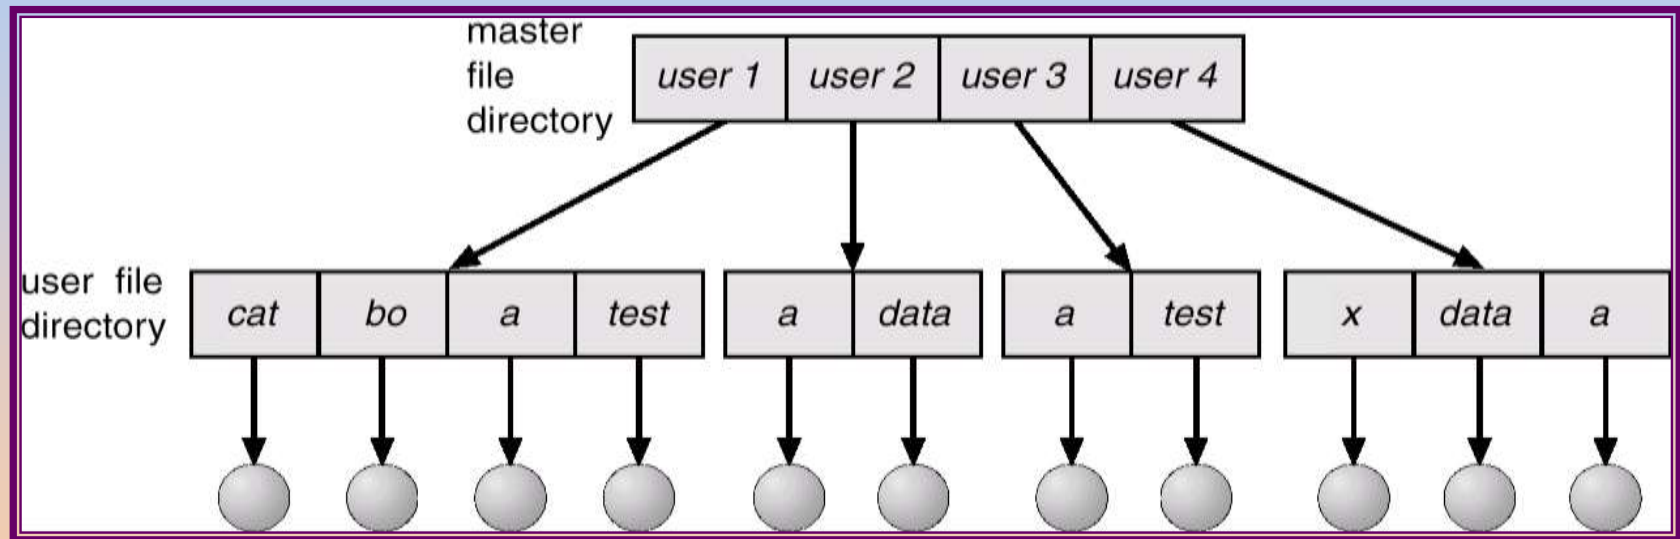 master
file
directory
user 1 user 2 user 3 user 4
user file
directory
cat bo a test a data a test x data a